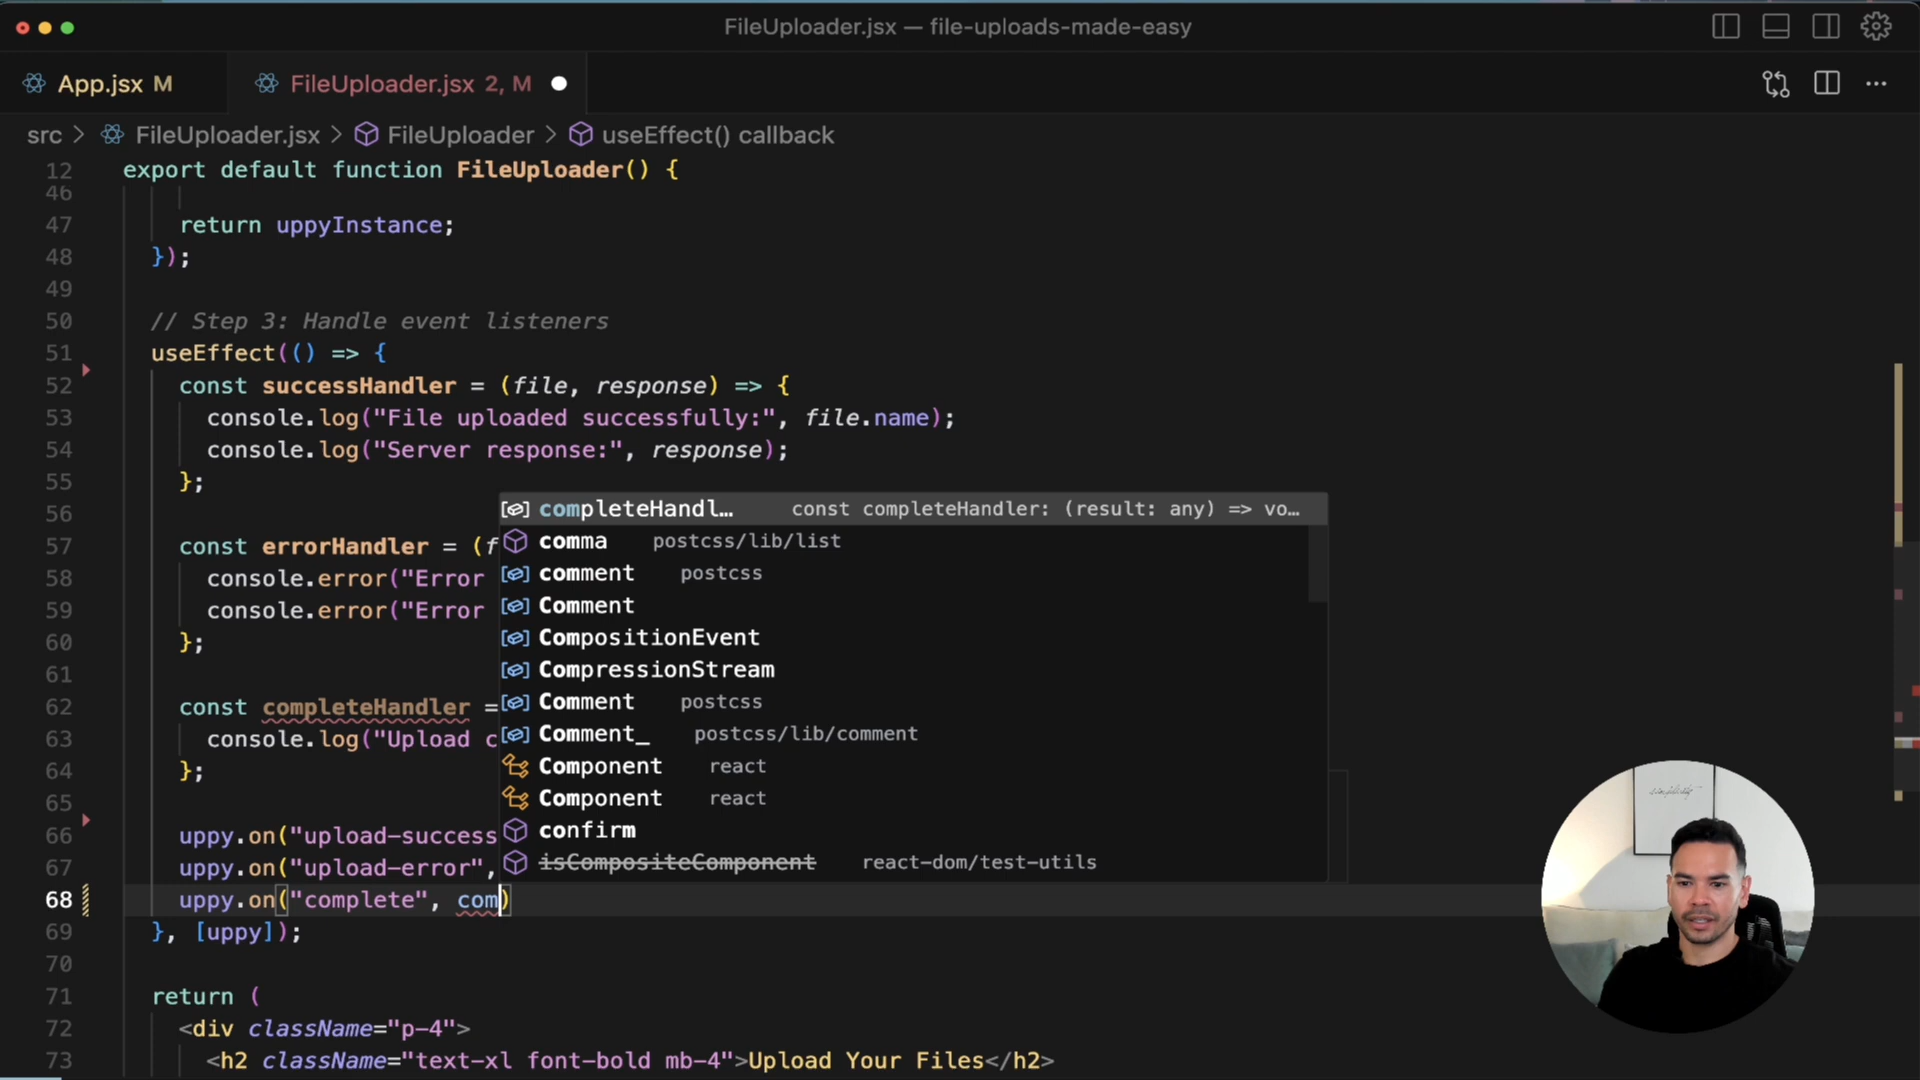 FileUploader.jsx — file-uploads-made-easy
App.jsx M
FileUploader.jsx 2, M
src > FileUploader.jsx > FileUploader > useEffect() callback
12 export default function FileUploader() {
46
47 return uppyInstance;
48 });
49
50 // Step 3: Handle event listeners
51 useEffect(() => {
52 const successHandler = (file, response) => {
53 console.log("File uploaded successfully:", file.name);
54 console.log("Server response:", response);
55 };
56
57 const errorHandler = (f
58 console.error("Error
59 console.error("Error
60 };
61
62 const completeHandler =
63 console.log("Upload c
64 };
65
66 uppy.on("upload-success
67 uppy.on("upload-error",
68 uppy.on("complete", com)
69 }, [uppy]);
70
71 return (
72 <div className="p-4">
73 <h2 className="text-xl font-bold mb-4">Upload Your Files</h2>
completeHandl… const completeHandler: (result: any) => vo…
comma postcss/lib/list
comment postcss
Comment
CompositionEvent
CompressionStream
Comment postcss
Comment_ postcss/lib/comment
Component react
Component react
confirm
isCompositeComponent react-dom/test-utils